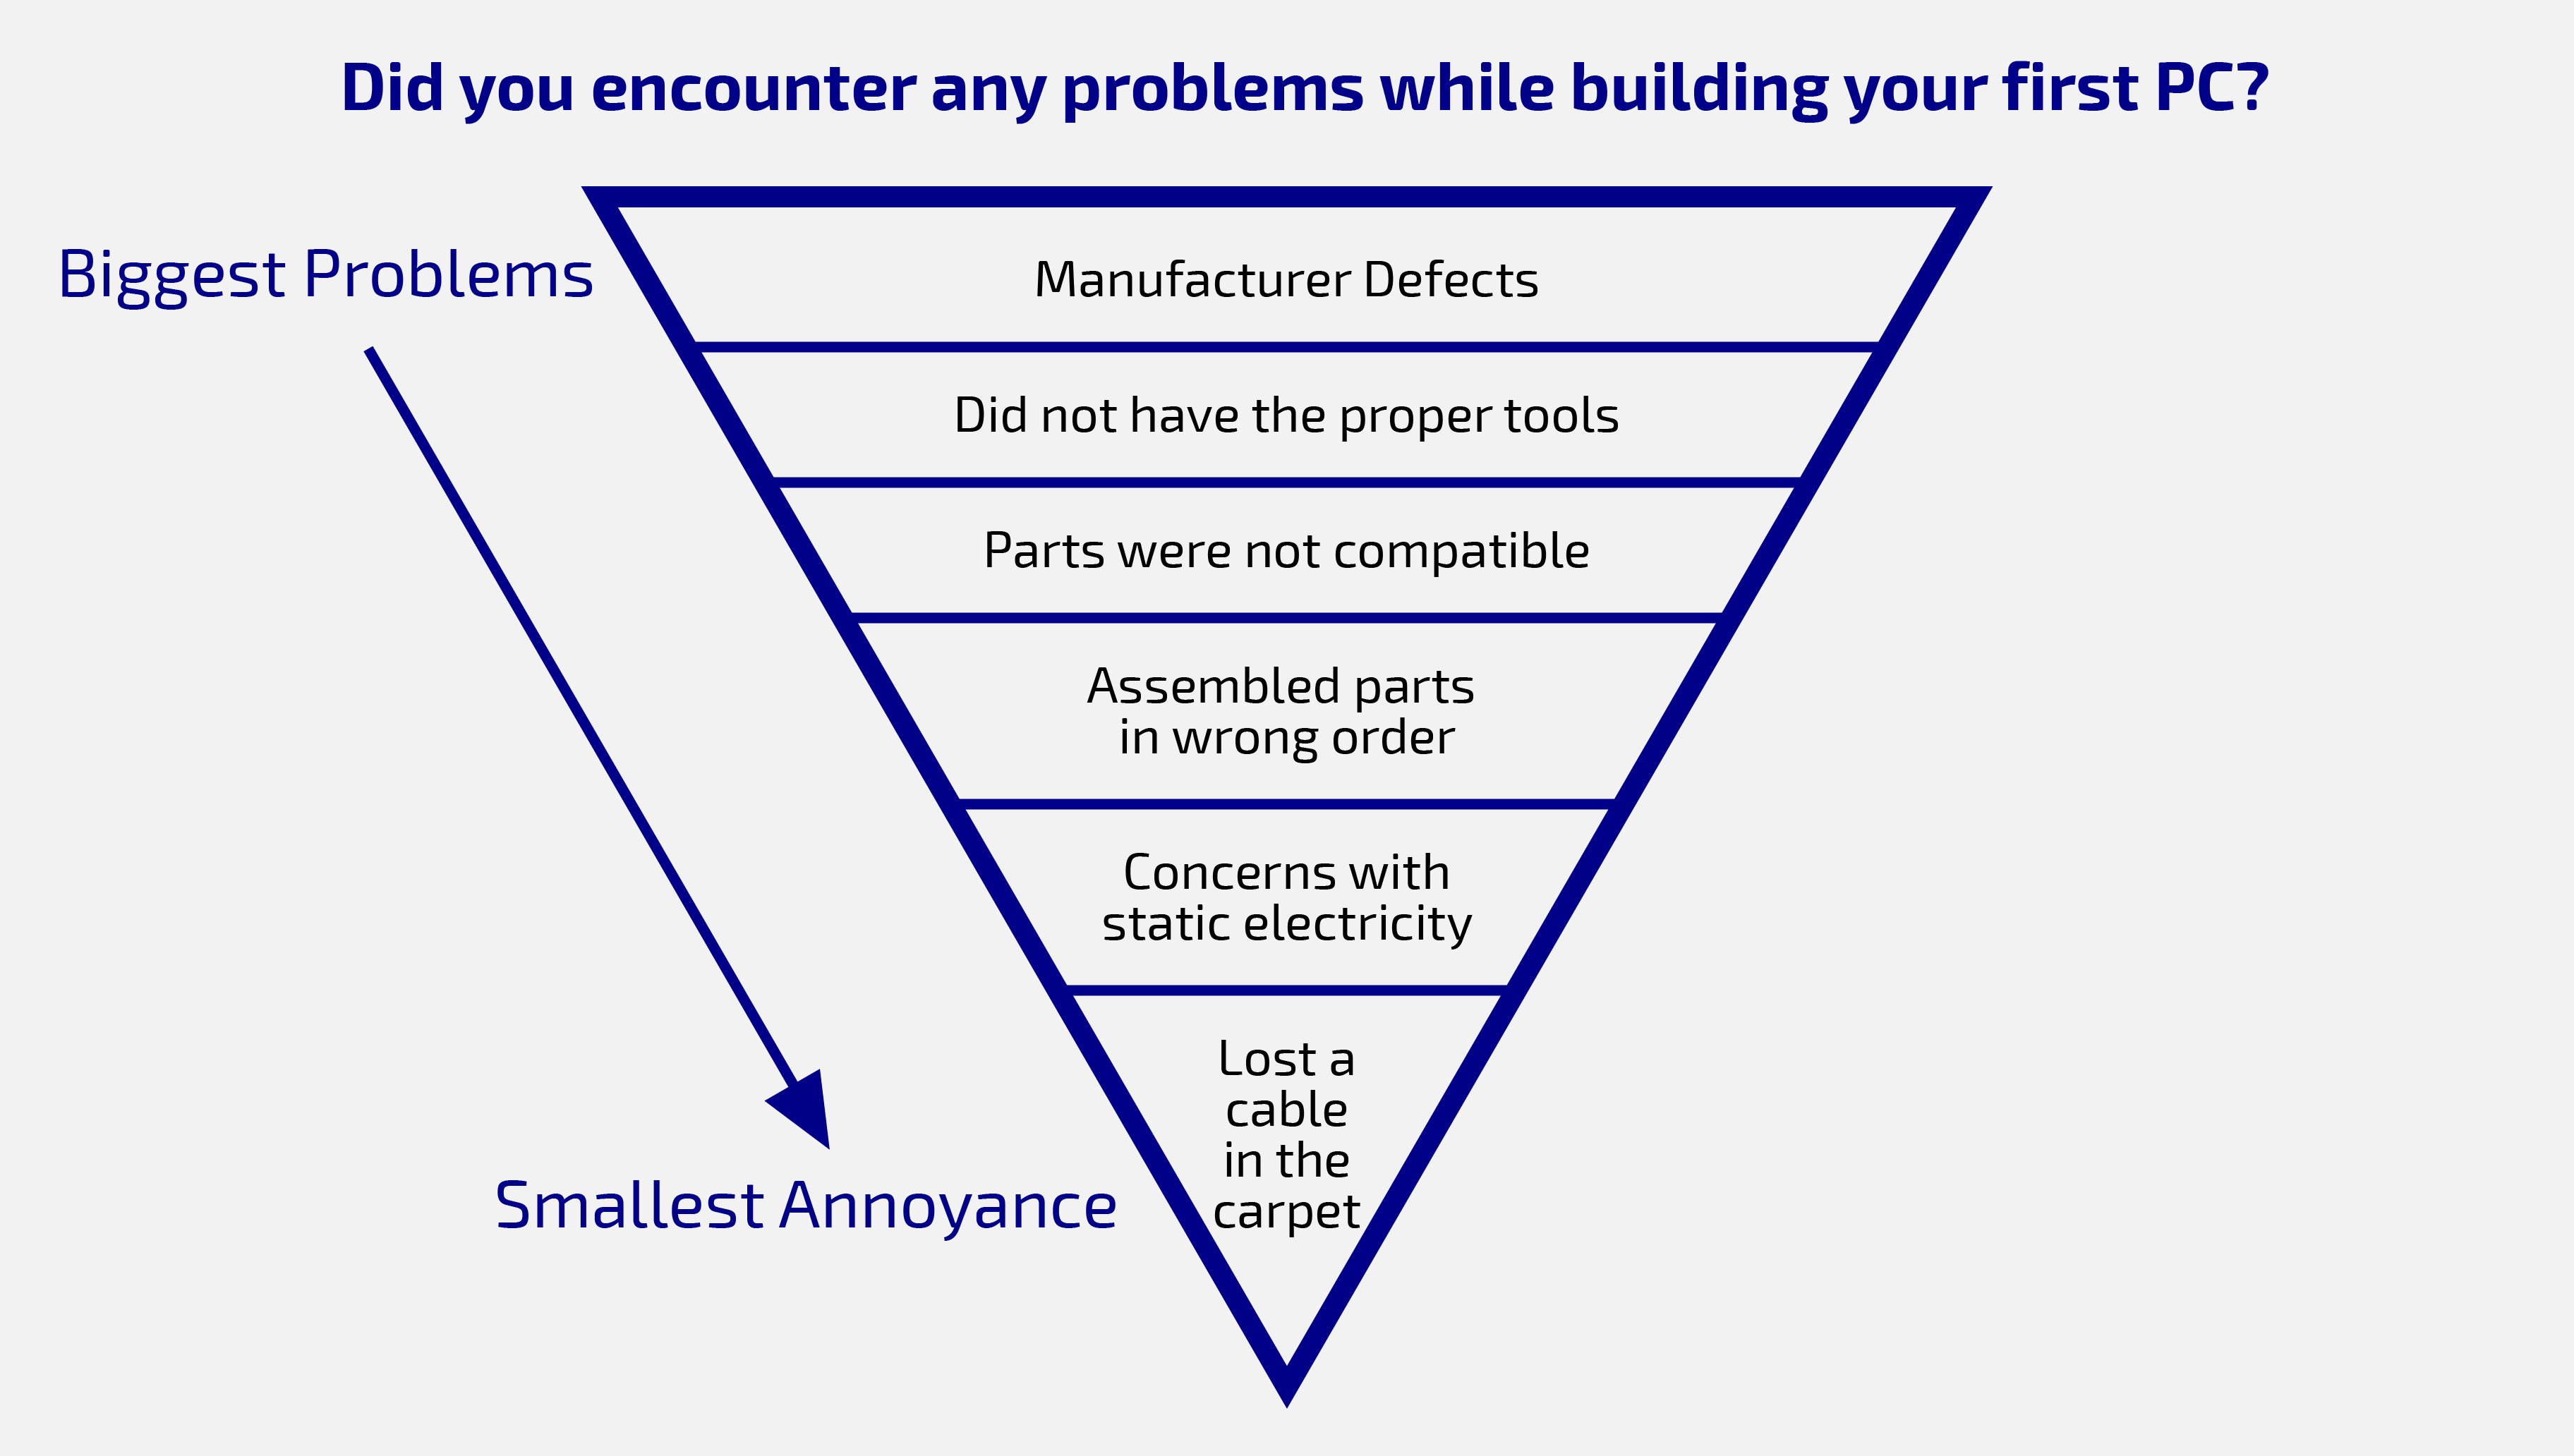 Did you encounter any problems while building your first PC?
Biggest Problems
Manufacturer Defects
Did not have the proper tools
Parts were not compatible
Assembled parts
in wrong order
Concerns with
static electricity
Lost a
cable
in the
carpet
Smallest Annoyance